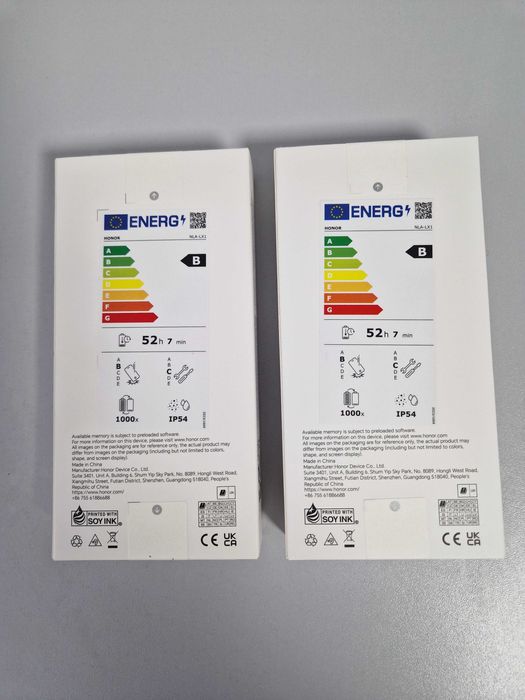 ENERG
HONOR NLA-LX1
A
B
C
D
E
F
G
B
52h 7 min
A
B
C
D
E
A
B
C
D
E
1000x
IP54
Available memory is subject to preloaded software.
For more information on this device, please visit www.honor.com
All images on the packaging are for reference only, the actual product may
differ from images on packaging (including but not limited to colors,
shape, and screen display).
Made in China
Manufacturer Honor Device Co., Ltd.
Suite 3401, Unit A, Building 6, Shum Yip Sky Park, No. 8089, Hongli West Road,
Xiangmihu Street, Futian District, Shenzhen, Guangdong 518040, People's
Republic of China
https://www.honor.com/
+86 755 61886688
PRINTED WITH
SOY INK
CE UK
CA
ENERG
HONOR NLA-LX1
A
B
C
D
E
F
G
B
52h 7 min
A
B
C
D
E
A
B
C
D
E
1000x
IP54
Available memory is subject to preloaded software.
For more information on this device, please visit www.honor.com
All images on the packaging are for reference only, the actual product may
differ from images on packaging (including but not limited to colors,
shape, and screen display).
Made in China
Manufacturer Honor Device Co., Ltd.
Suite 3401, Unit A, Building 6, Shum Yip Sky Park, No. 8089, Hongli West Road,
Xiangmihu Street, Futian District, Shenzhen, Guangdong 518040, People's
Republic of China
https://www.honor.com/
+86 755 61886688
PRINTED WITH
SOY INK
CE UK
CA